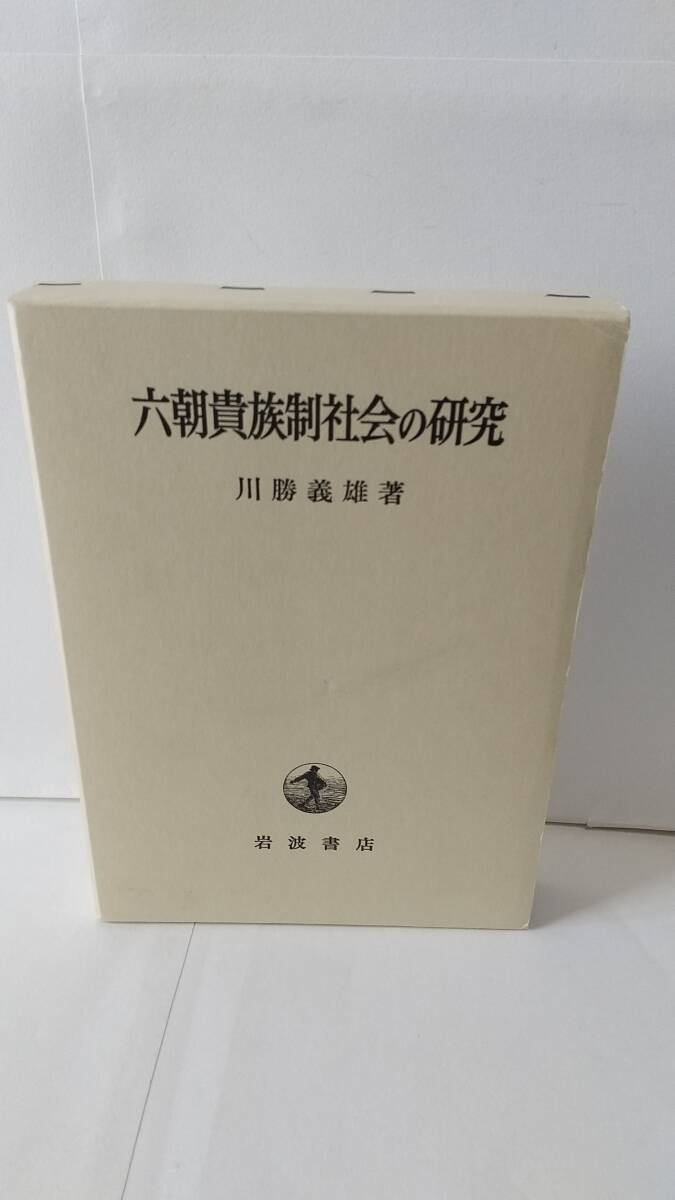 六朝貴族制社会の研究
川勝義雄著
岩波書店